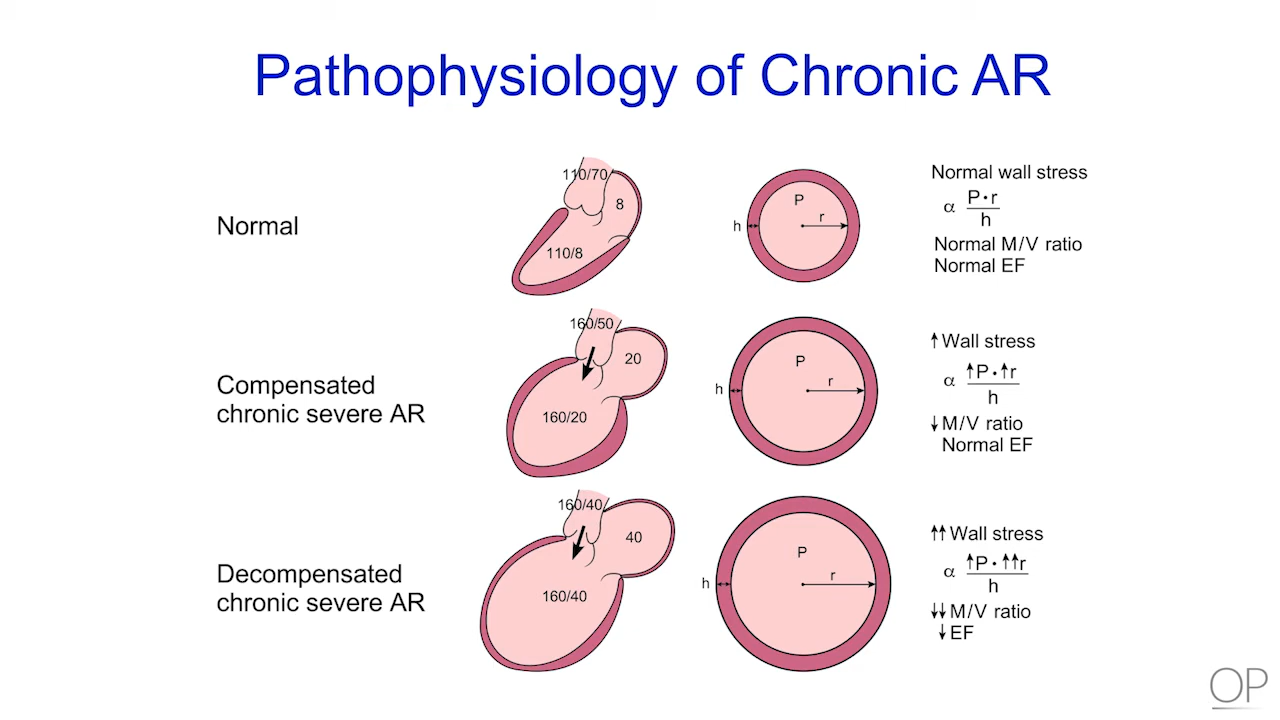 Pathophysiology of Chronic AR
Normal
110/70
8
110/8
P
r
h
Normal wall stress
α P•r
h
Normal M/V ratio
Normal EF
Compensated
chronic severe AR
160/50
20
160/20
P
r
h
↑Wall stress
α ↑P•↑r
h
↓M/V ratio
Normal EF
Decompensated
chronic severe AR
160/40
40
160/40
P
r
h
↑↑Wall stress
α ↑P•↑↑r
h
↓↓M/V ratio
↓EF
OP